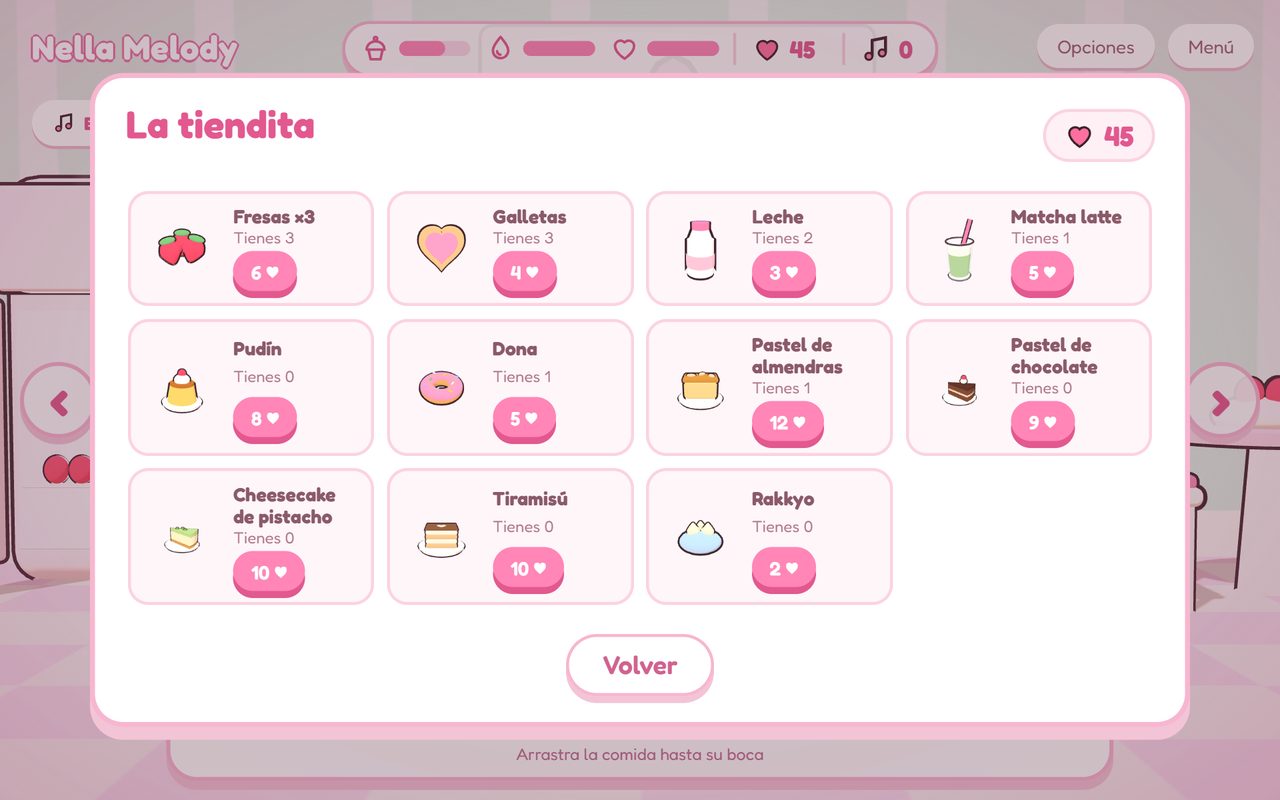 Nella Melody
45
0
Opciones
Menú
La tiendita
45
Fresas x3
Tienes 3
6
Galletas
Tienes 3
4
Leche
Tienes 2
3
Matcha latte
Tienes 1
5
Pudín
Tienes 0
8
Dona
Tienes 1
5
Pastel de
almendras
Tienes 1
12
Pastel de
chocolate
Tienes 0
9
Cheesecake
de pistacho
Tienes 0
10
Tiramisú
Tienes 0
10
Rakkyo
Tienes 0
2
Volver
Arrastra la comida hasta su boca